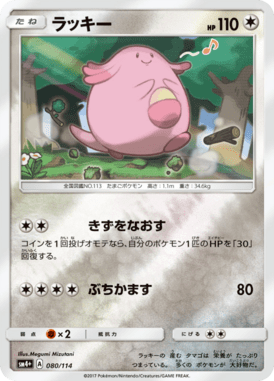 たね ラッキー HP 110
全国図鑑NO.113 たまごポケモン 高さ：1.1m 重さ：34.6kg
きずをなおす
コインを1回投げオモテなら、自分のポケモン1匹のHPを「30」
回復する。
ぶちかます 80
弱点 ×2 抵抗力 にげる
Illus.Megumi Mizutani
sm4+ A 080/114
ラッキーの 産む タマゴは 栄養が たっぷり
つまっている。 多くの ポケモンが 大好物だ。
©2017 Pokémon/Nintendo/Creatures/GAME FREAK.